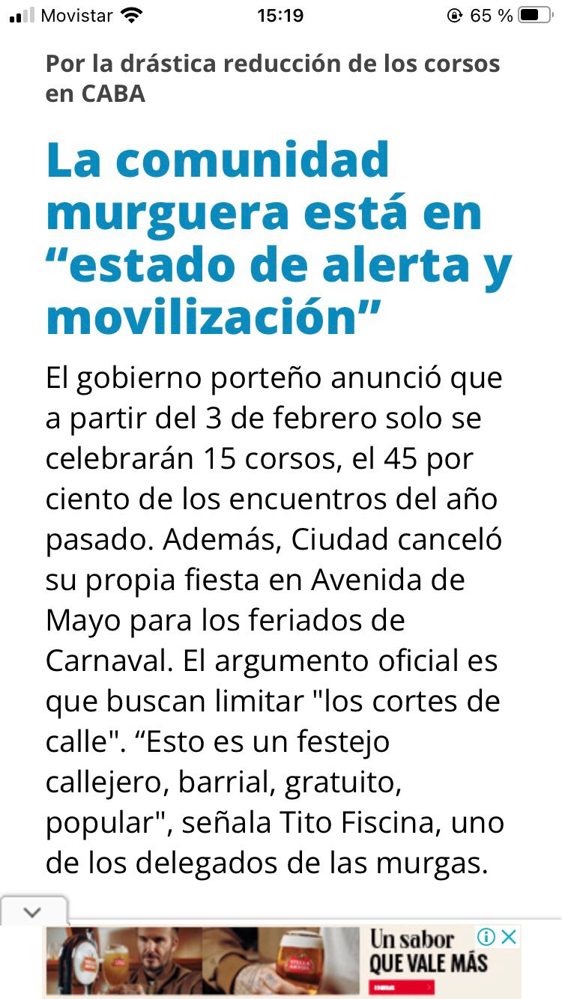 Movistar 15:19 65 %
Por la drástica reducción de los corsos
en CABA
La comunidad
murguera está en
“estado de alerta y
movilización”
El gobierno porteño anunció que
a partir del 3 de febrero solo se
celebrarán 15 corsos, el 45 por
ciento de los encuentros del año
pasado. Además, Ciudad canceló
su propia fiesta en Avenida de
Mayo para los feriados de
Carnaval. El argumento oficial es
que buscan limitar "los cortes de
calle". “Esto es un festejo
callejero, barrial, gratuito,
popular", señala Tito Fiscina, uno
de los delegados de las murgas.
Un sabor
QUE VALE MÁS
STELLA
ARTOIS